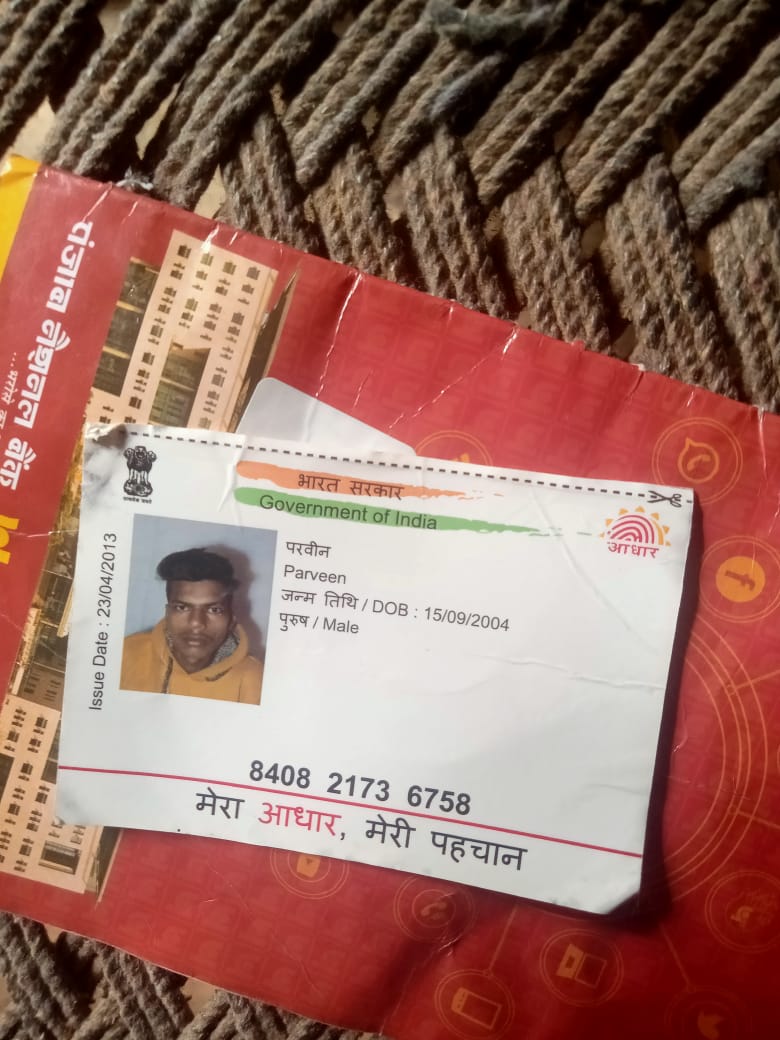 पंजाब नैशनल बैंक
भारत सरकार
Government of India
आधार
Issue Date : 23/04/2013
परवीन
Parveen
जन्म तिथि / DOB : 15/09/2004
पुरुष / Male
8408 2173 6758
मेरा आधार, मेरी पहचान